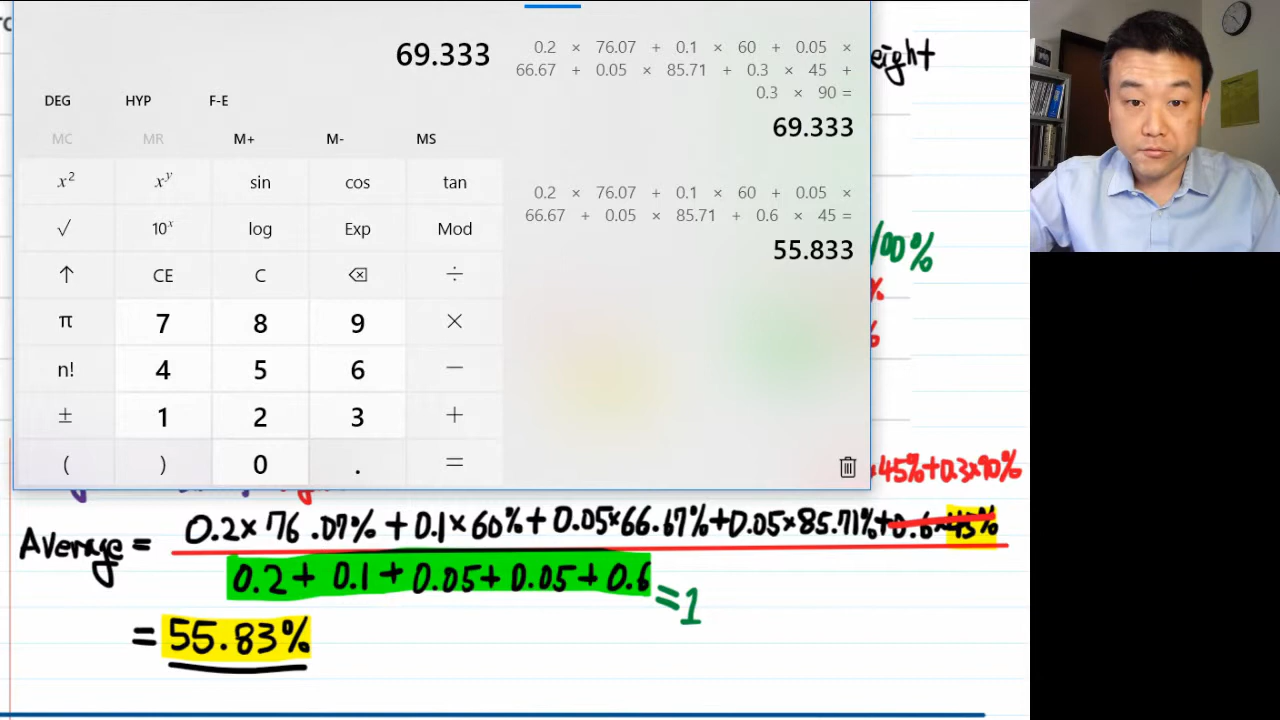 69.333
0.2 × 76.07 + 0.1 × 60 + 0.05 ×
66.67 + 0.05 × 85.71 + 0.3 × 45 +
0.3 × 90 =
69.333
eight
DEG HYP F-E
MC MR M+ M- MS
0.2 × 76.07 + 0.1 × 60 + 0.05 ×
66.67 + 0.05 × 85.71 + 0.6 × 45 =
55.833
x² xʸ sin cos tan
√ 10ˣ log Exp Mod
↑ CE C ⌫ ÷
π 7 8 9 ×
n! 4 5 6 −
± 1 2 3 +
( ) 0 . =
100%
%
%
×45%+0.3×90%
Average = 0.2×76.07%+0.1×60%+0.05×66.67%+0.05×85.71%+0.6×45%
0.2+0.1+0.05+0.05+0.6 =1
= 55.83%